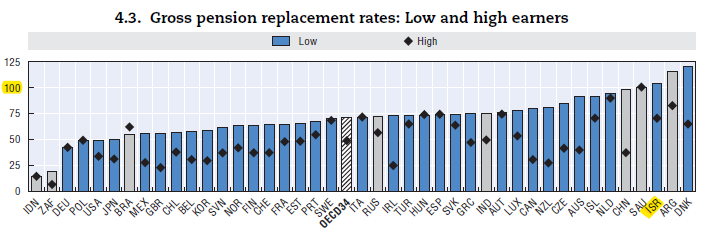 4.3. Gross pension replacement rates: Low and high earners
Low High
125
100
75
50
25
0
IDN ZAF DEU POL USA JPN BRA MEX GBR CHL BEL KOR SVN NOR FIN CHE FRA EST PRT SWE OECD34 ITA RUS IRL TUR HUN ESP SVK GRC IND AUT LUX CAN NZL CZE AUS ISL NLD CHN SAU ISR ARG DNK